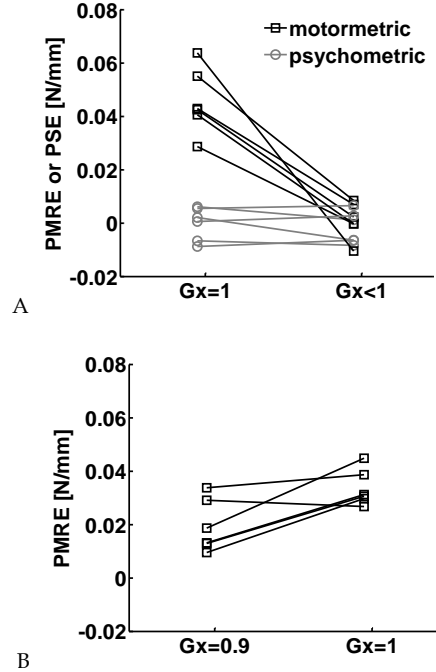 motormetric
psychometric
0.08
0.06
0.04
0.02
0
-0.02
PMRE or PSE [N/mm]
Gx=1 Gx<1
A
0.08
0.06
0.04
0.02
0
-0.02
PMRE [N/mm]
Gx=0.9 Gx=1
B